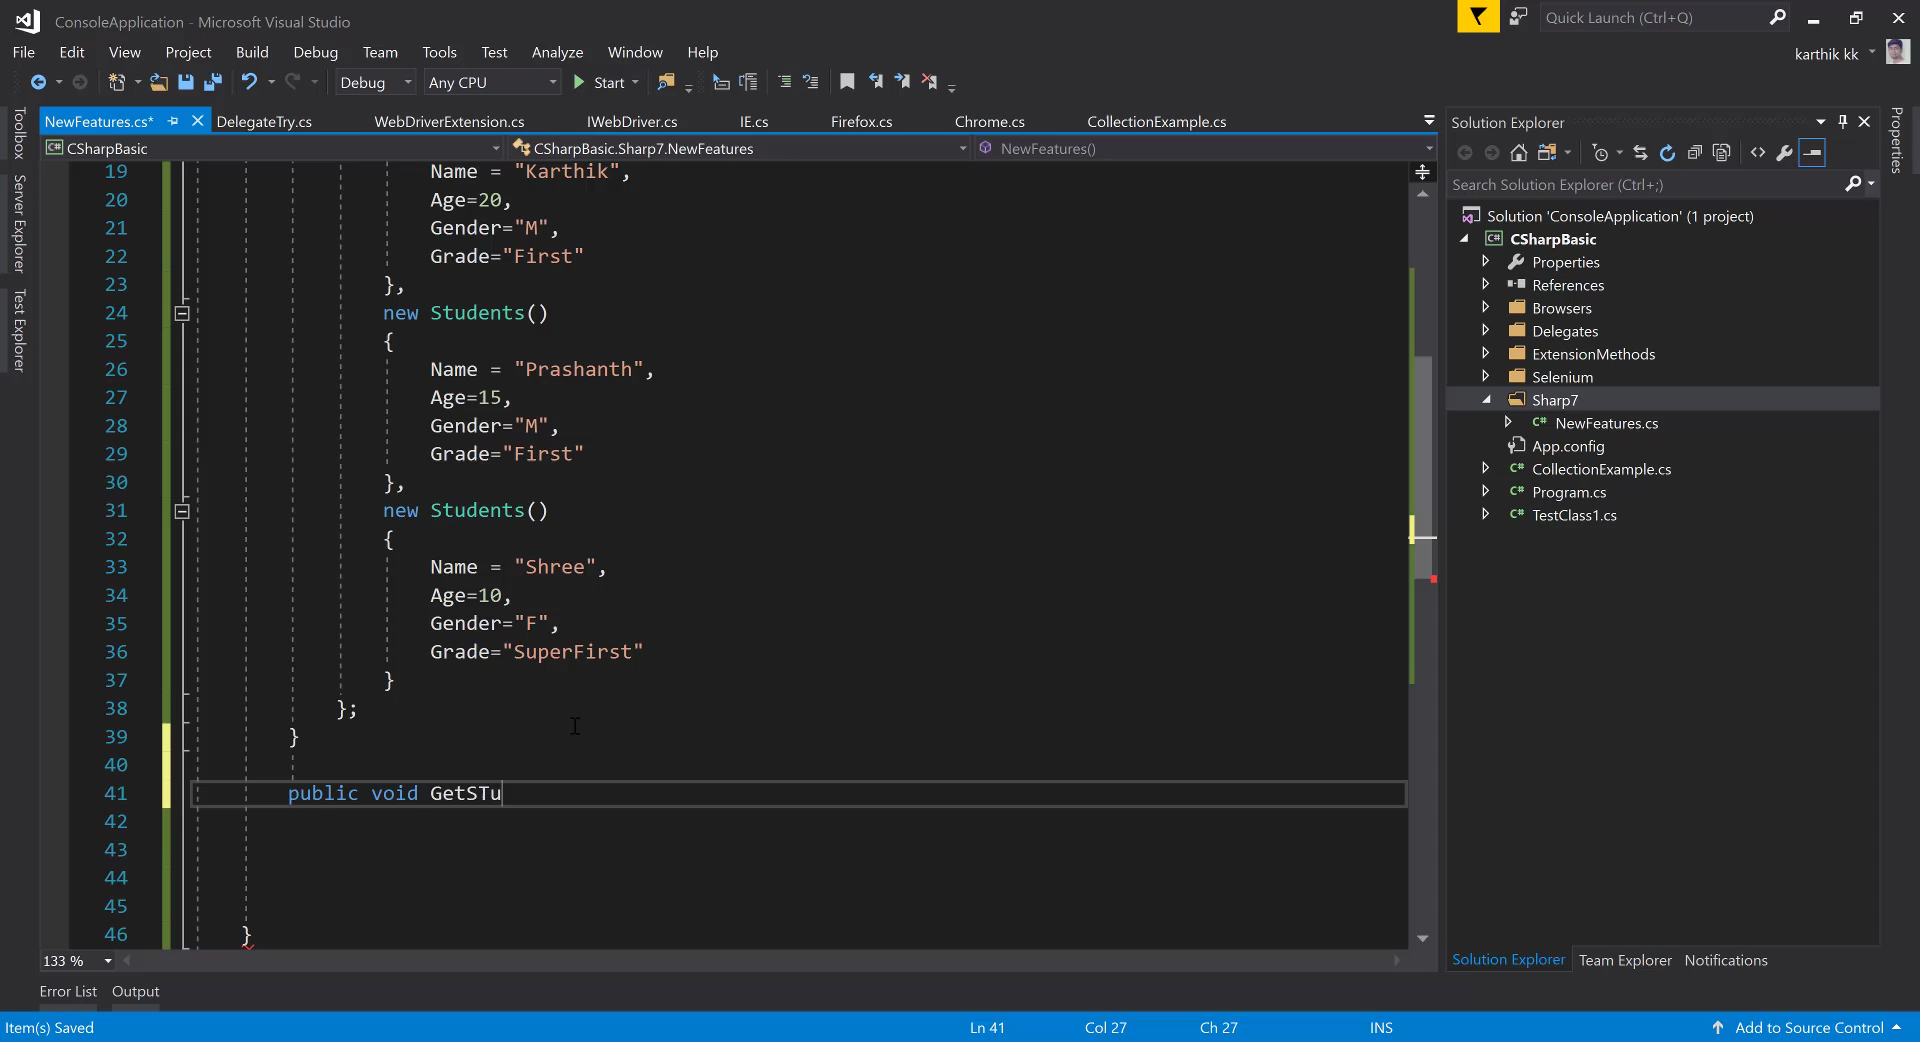 ConsoleApplication - Microsoft Visual Studio
Quick Launch (Ctrl+Q)
File Edit View Project Build Debug Team Tools Test Analyze Window Help
karthik kk
Debug Any CPU Start
NewFeatures.cs* DelegateTry.cs WebDriverExtension.cs IWebDriver.cs IE.cs Firefox.cs Chrome.cs CollectionExample.cs
CSharpBasic CSharpBasic.Sharp7.NewFeatures NewFeatures()
Toolbox
Server Explorer
Test Explorer
19 Name = "Karthik",
20 Age=20,
21 Gender="M",
22 Grade="First"
23 },
24 new Students()
25 {
26 Name = "Prashanth",
27 Age=15,
28 Gender="M",
29 Grade="First"
30 },
31 new Students()
32 {
33 Name = "Shree",
34 Age=10,
35 Gender="F",
36 Grade="SuperFirst"
37 }
38 };
39 }
40
41 public void GetSTu
42
43
44
45
46 }
133 %
Solution Explorer
Search Solution Explorer (Ctrl+;)
Solution 'ConsoleApplication' (1 project)
C# CSharpBasic
Properties
References
Browsers
Delegates
ExtensionMethods
Selenium
Sharp7
C# NewFeatures.cs
App.config
C# CollectionExample.cs
C# Program.cs
C# TestClass1.cs
Properties
Solution Explorer Team Explorer Notifications
Error List Output
Item(s) Saved Ln 41 Col 27 Ch 27 INS Add to Source Control